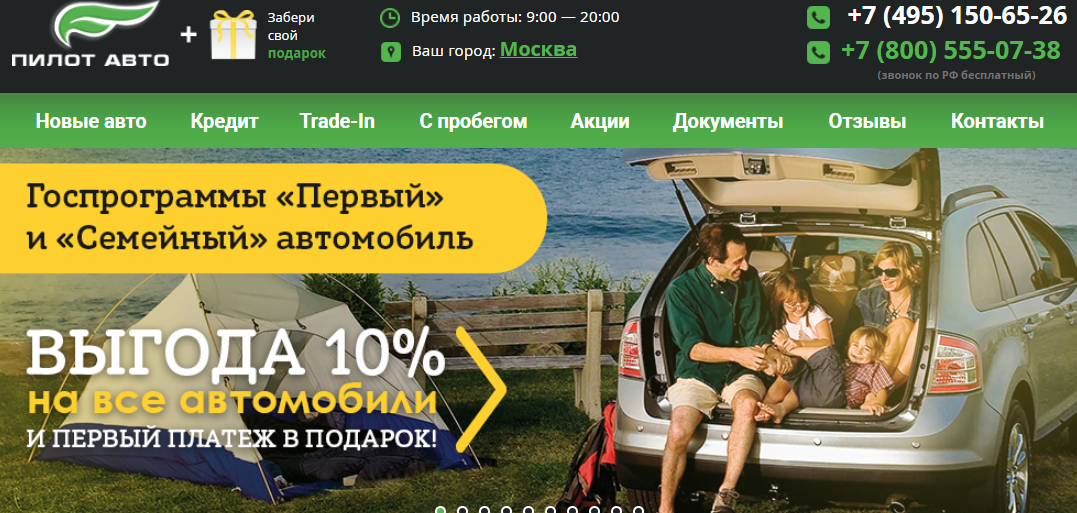 ПИЛОТ АВТО
+
Забери
свой
подарок
Время работы: 9:00 — 20:00
Ваш город: Москва
+7 (495) 150-65-26
+7 (800) 555-07-38
(звонок по РФ бесплатный)
Новые авто Кредит Trade-In С пробегом Акции Документы Отзывы Контакты
Госпрограммы «Первый»
и «Семейный» автомобиль
ВЫГОДА 10%
на все автомобили
И ПЕРВЫЙ ПЛАТЕЖ В ПОДАРОК!